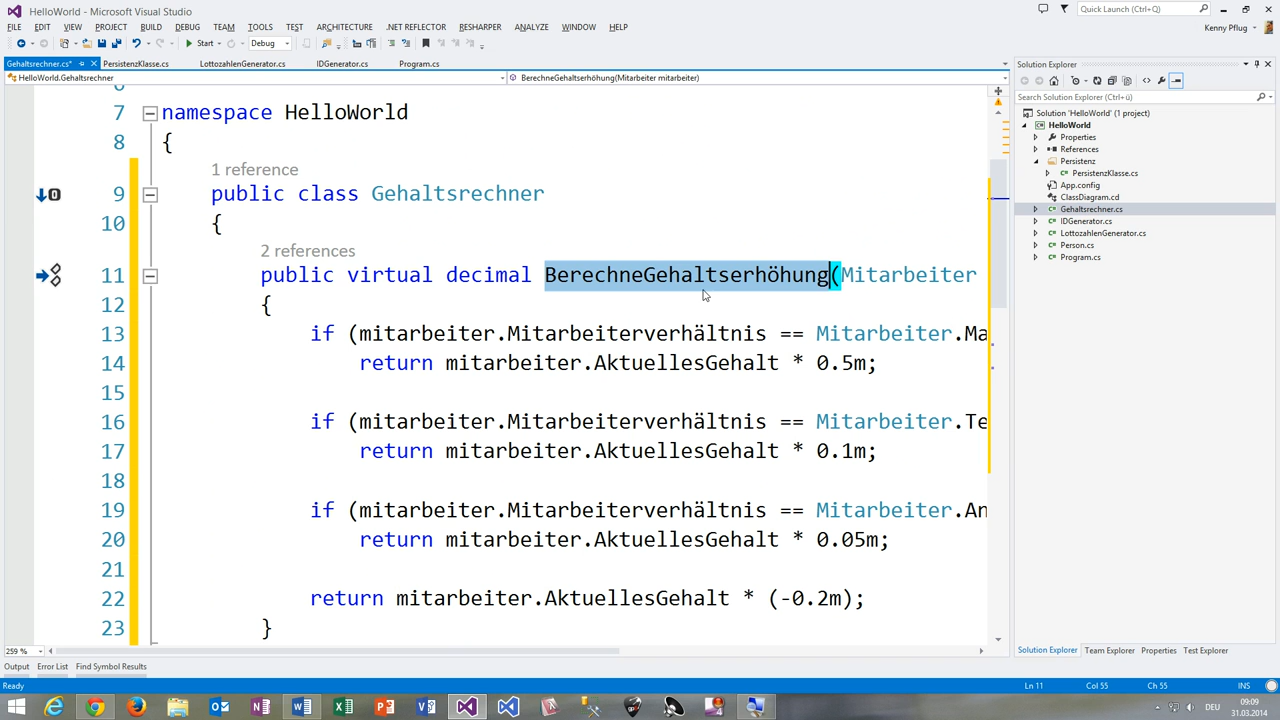 HelloWorld - Microsoft Visual Studio
Quick Launch (Ctrl+Q)
FILE EDIT VIEW PROJECT BUILD DEBUG TEAM TOOLS TEST ARCHITECTURE .NET REFLECTOR RESHARPER ANALYZE WINDOW HELP
Kenny Pflug
Start Debug
Gehaltsrechner.cs* PersistenzKlasse.cs LottozahlenGenerator.cs IDGenerator.cs Program.cs
HelloWorld.Gehaltsrechner BerechneGehaltserhöhung(Mitarbeiter mitarbeiter)
7 namespace HelloWorld
8 {
1 reference
9 public class Gehaltsrechner
10 {
2 references
11 public virtual decimal BerechneGehaltserhöhung(Mitarbeiter
12 {
13 if (mitarbeiter.Mitarbeiterverhältnis == Mitarbeiter.Ma
14 return mitarbeiter.AktuellesGehalt * 0.5m;
15
16 if (mitarbeiter.Mitarbeiterverhältnis == Mitarbeiter.Te
17 return mitarbeiter.AktuellesGehalt * 0.1m;
18
19 if (mitarbeiter.Mitarbeiterverhältnis == Mitarbeiter.An
20 return mitarbeiter.AktuellesGehalt * 0.05m;
21
22 return mitarbeiter.AktuellesGehalt * (-0.2m);
23 }
259 %
Solution Explorer
Search Solution Explorer (Ctrl+ü)
Solution 'HelloWorld' (1 project)
HelloWorld
Properties
References
Persistenz
PersistenzKlasse.cs
App.config
ClassDiagram.cd
Gehaltsrechner.cs
IDGenerator.cs
LottozahlenGenerator.cs
Person.cs
Program.cs
Solution Explorer Team Explorer Properties Test Explorer
Output Error List Find Symbol Results
Ready Ln 11 Col 55 Ch 55 INS
DEU 09:09
31.03.2014